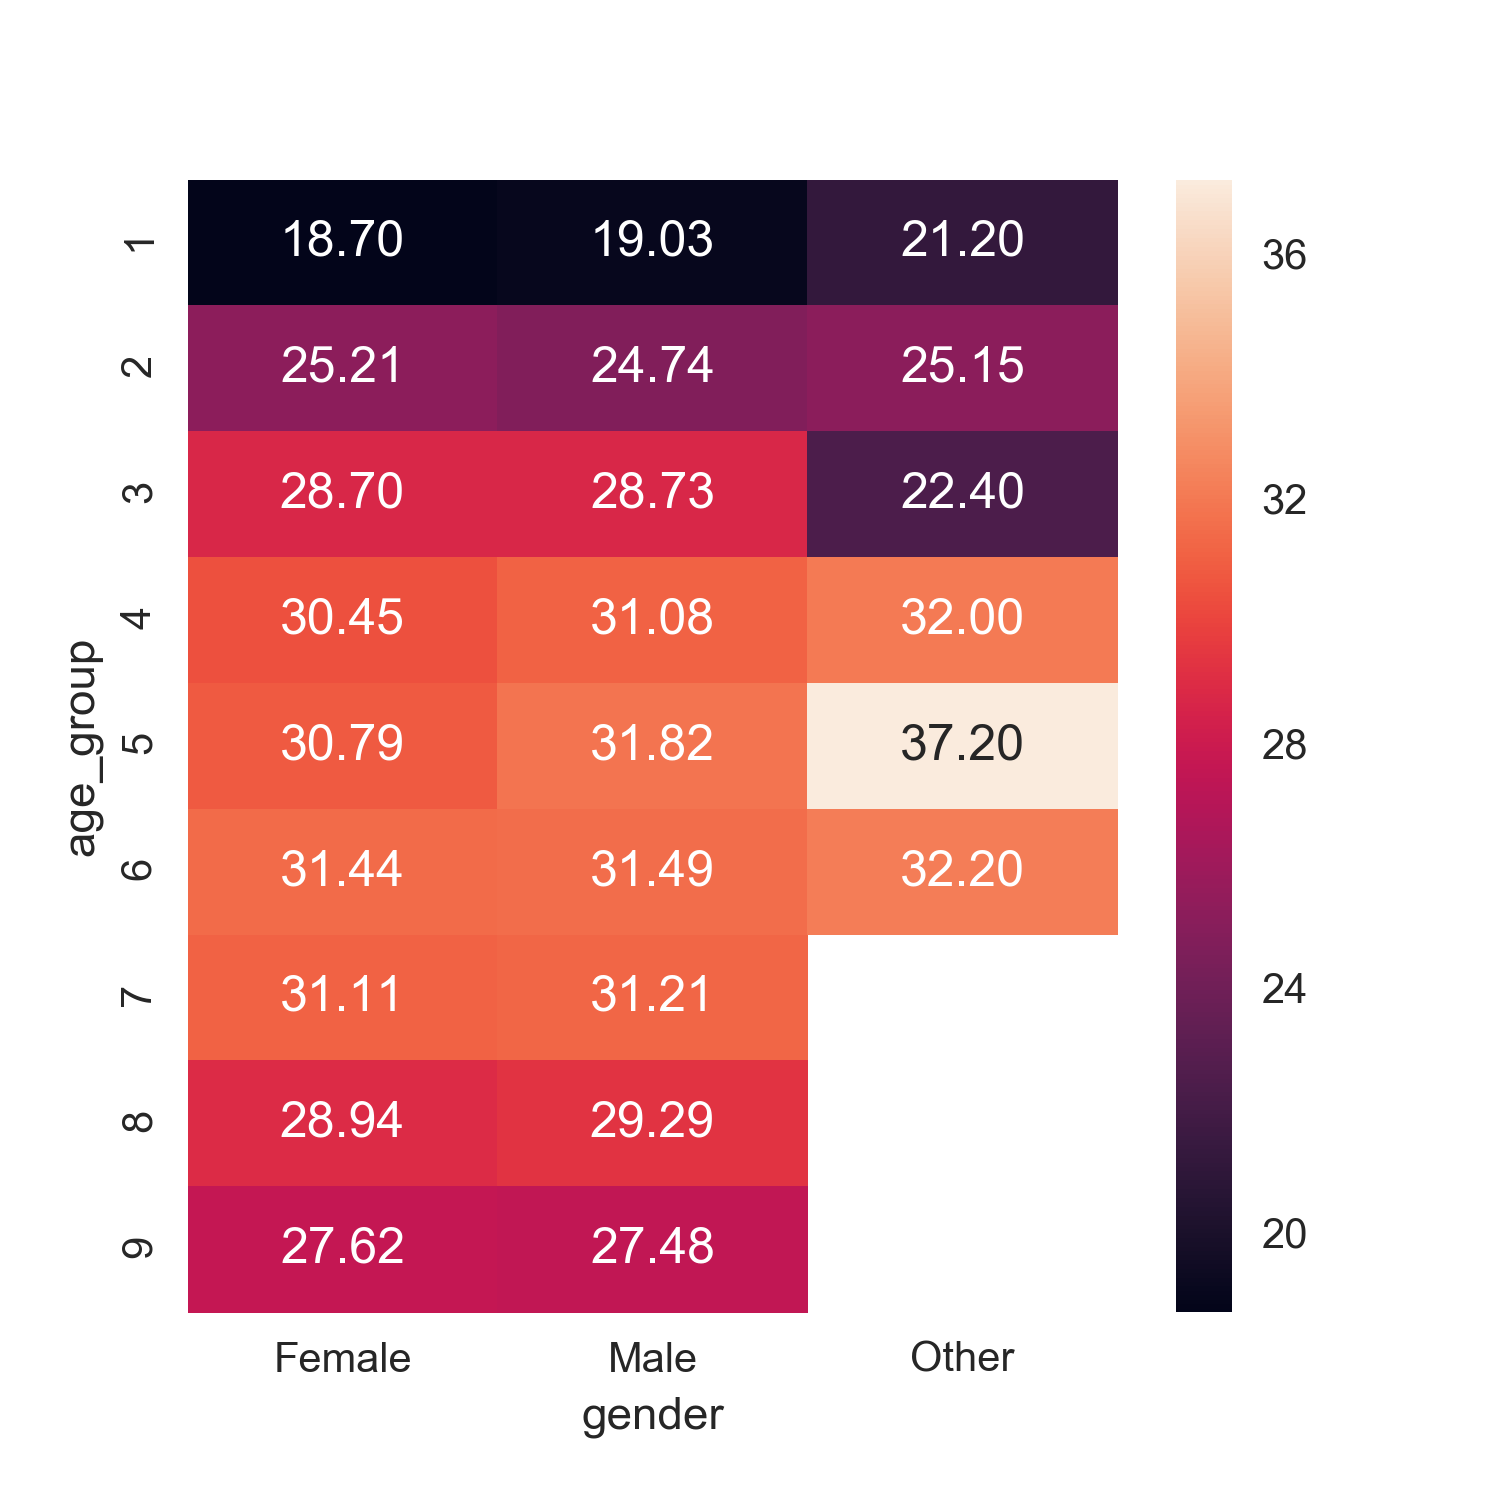 1 18.70 19.03 21.20
2 25.21 24.74 25.15
3 28.70 28.73 22.40
4 30.45 31.08 32.00
5 30.79 31.82 37.20
6 31.44 31.49 32.20
7 31.11 31.21
8 28.94 29.29
9 27.62 27.48
age_group
Female Male Other
gender
36
32
28
24
20